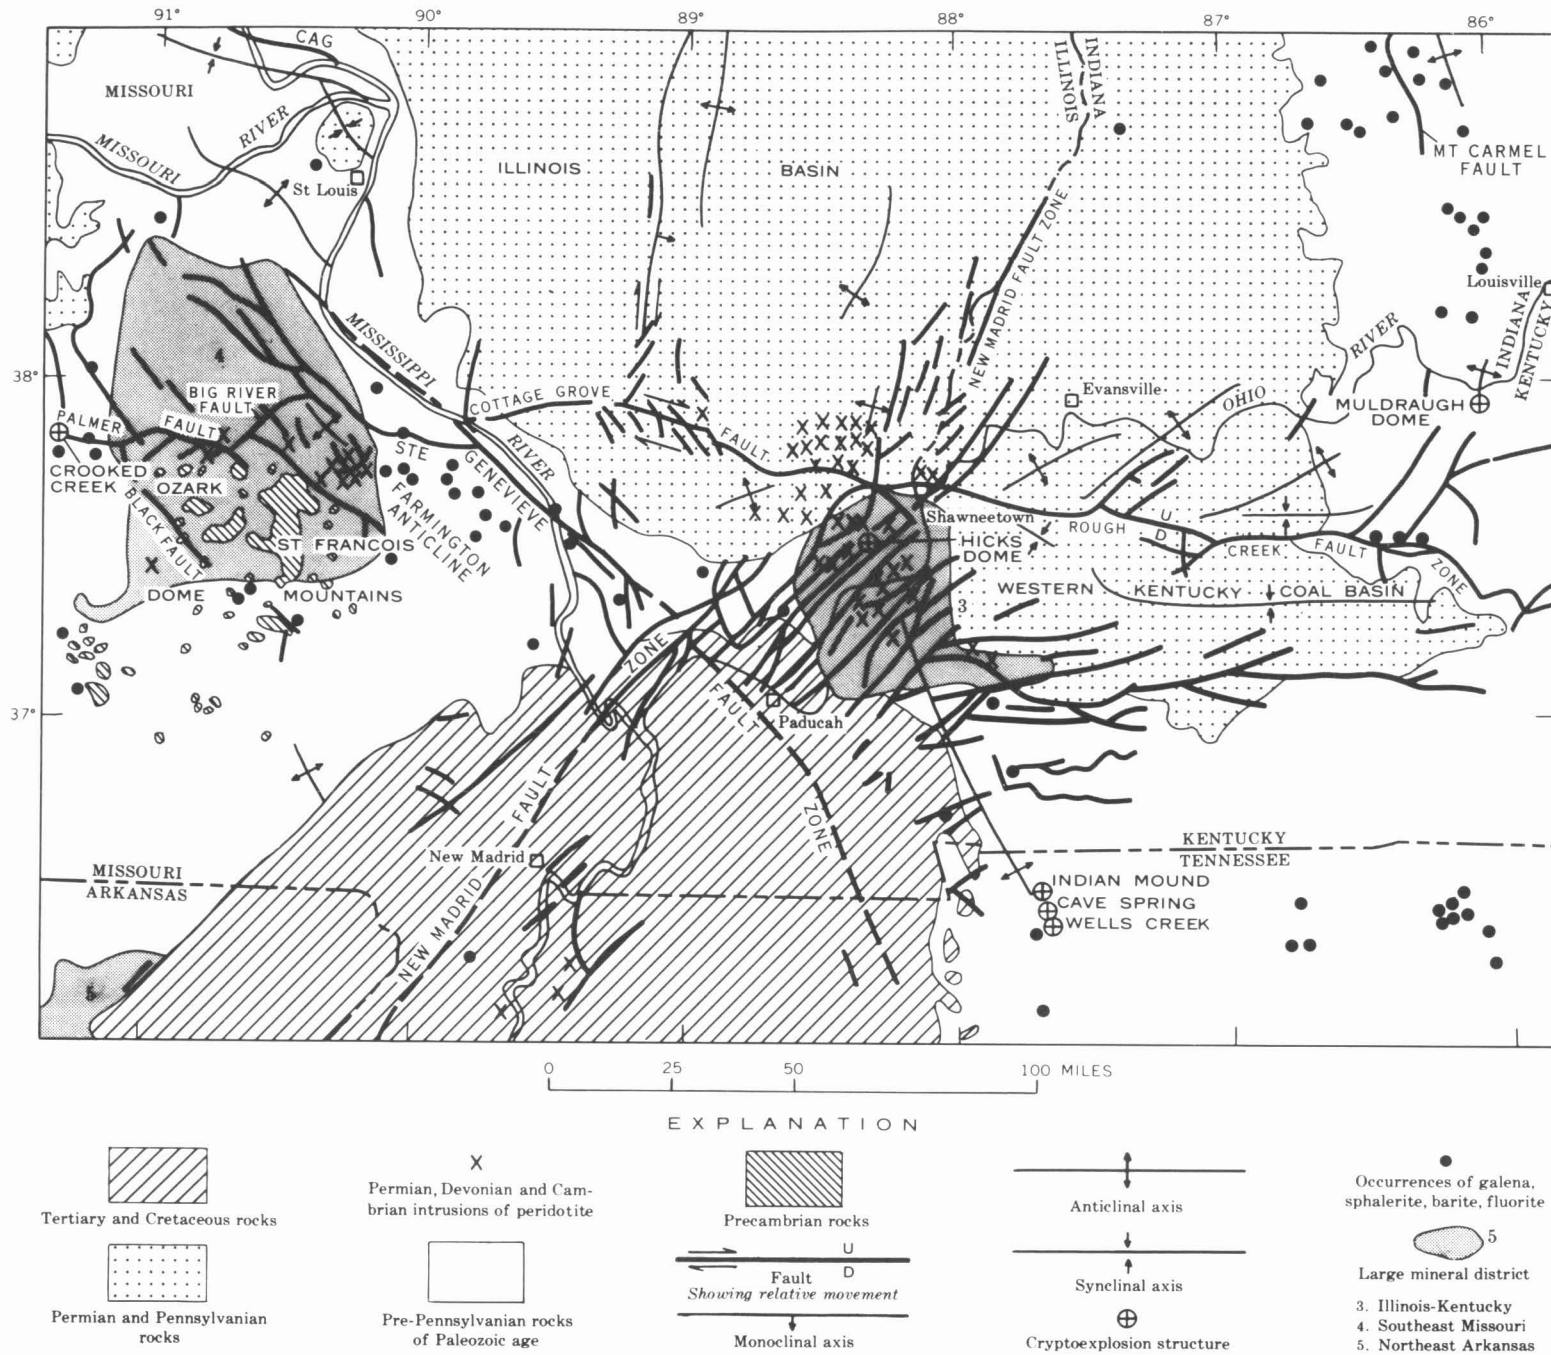 91° 90° 89° 88° 87° 86°
CAG
MISSOURI
MISSOURI RIVER
St Louis
ILLINOIS BASIN
ILLINOIS
INDIANA
MT CARMEL
FAULT
NEW MADRID FAULT ZONE
Louisville
INDIANA
KENTUCKY
MISSISSIPPI
RIVER
4
38°
BIG RIVER
FAULT
PALMER FAULT
COTTAGE GROVE
FAULT
Evansville
OHIO
RIVER
MULDRAUGH
DOME
CROOKED
CREEK
OZARK
DOME
BLACK FAULT
STE GENEVIEVE
FARMINGTON
ANTICLINE
ST FRANCOIS
MOUNTAINS
Shawneetown
HICKS
DOME
ROUGH CREEK FAULT ZONE
U
D
3
WESTERN KENTUCKY COAL BASIN
ZONE
FAULT
ZONE
37°
Paducah
NEW MADRID FAULT
New Madrid
MISSOURI
ARKANSAS
KENTUCKY
TENNESSEE
INDIAN MOUND
CAVE SPRING
WELLS CREEK
5
0 25 50 100 MILES
EXPLANATION
Tertiary and Cretaceous rocks
Permian and Pennsylvanian
rocks
X
Permian, Devonian and Cam-
brian intrusions of peridotite
Pre-Pennsylvanian rocks
of Paleozoic age
Precambrian rocks
U
D
Fault
Showing relative movement
Monoclinal axis
Anticlinal axis
Synclinal axis
Cryptoexplosion structure
Occurrences of galena,
sphalerite, barite, fluorite
5
Large mineral district
3. Illinois-Kentucky
4. Southeast Missouri
5. Northeast Arkansas